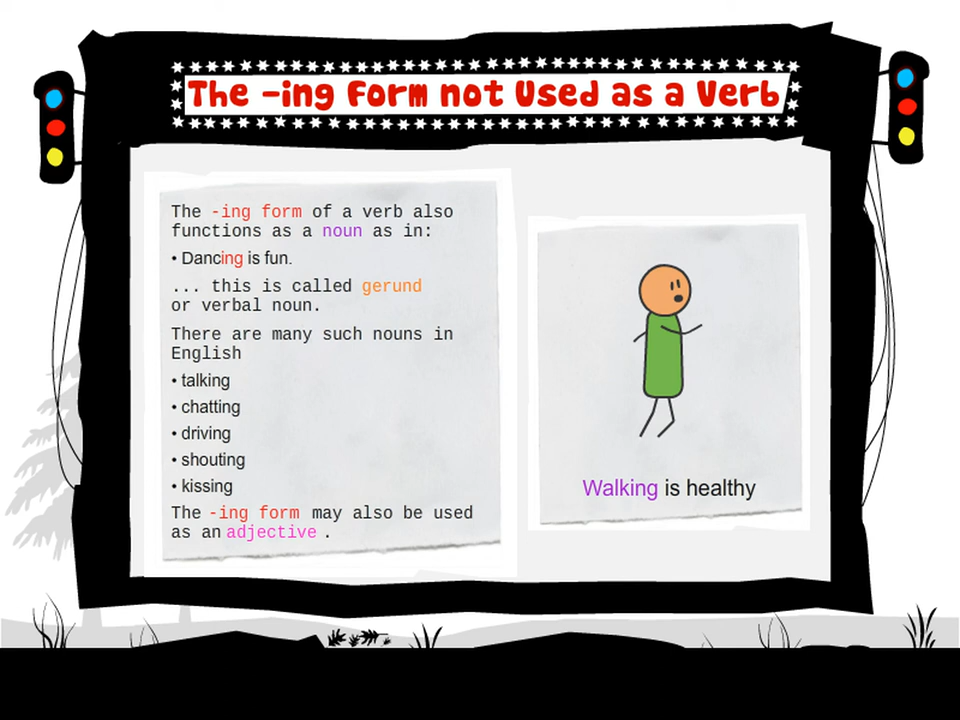 The -ing Form not Used as a Verb
The -ing form of a verb also
functions as a noun as in:
• Dancing is fun.
... this is called gerund
or verbal noun.
There are many such nouns in
English
• talking
• chatting
• driving
• shouting
• kissing
The -ing form may also be used
as an adjective .
Walking is healthy